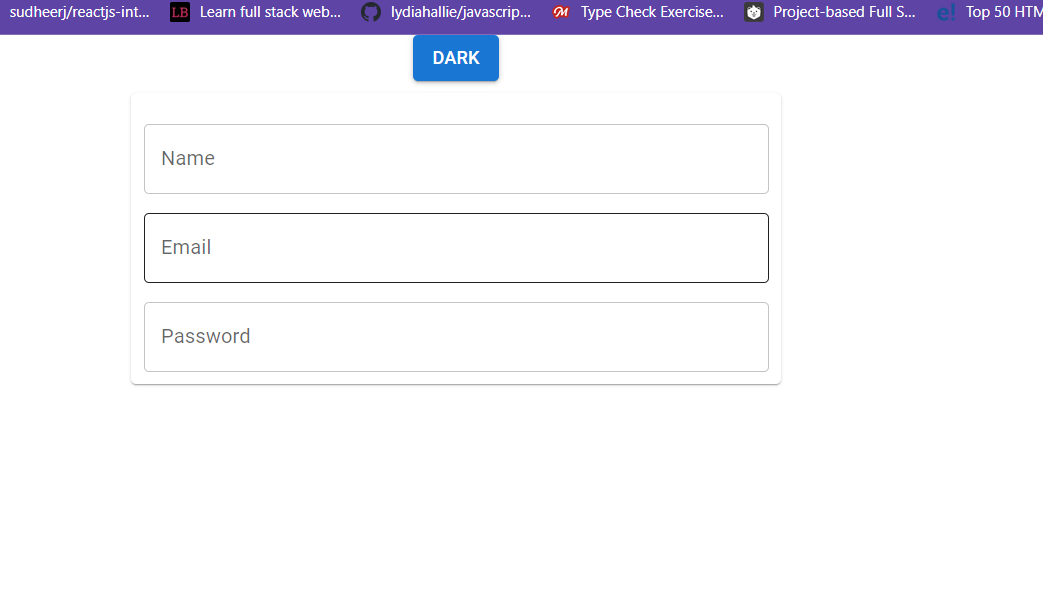 sudheerj/reactjs-int... LB Learn full stack web... lydiahallie/javascrip... GM Type Check Exercise... Project-based Full S... e! Top 50 HTM
DARK
Name
Email
Password